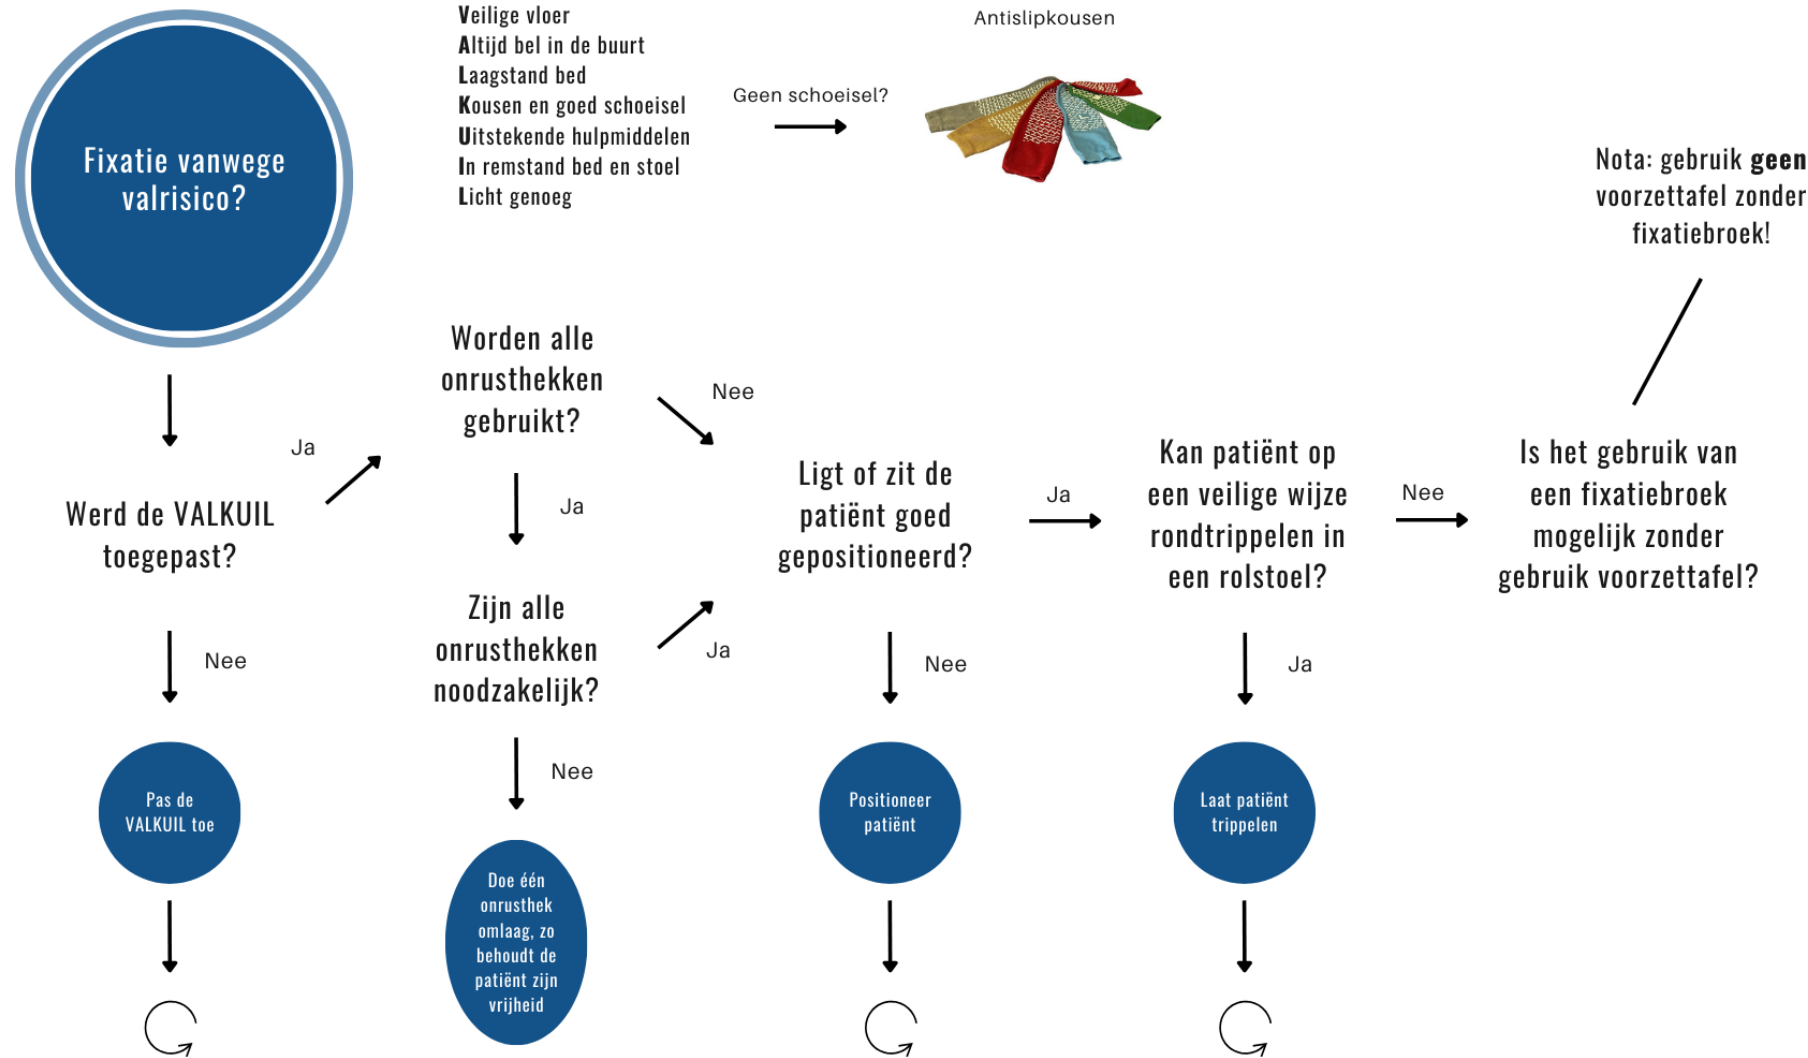 Fixatie vanwege
valrisico?
Veilige vloer
Altijd bel in de buurt
Laagstand bed
Kousen en goed schoeisel
Uitstekende hulpmiddelen
In remstand bed en stoel
Licht genoeg
Geen schoeisel?
Antislipkousen
Nota: gebruik geen
voorzettafel zonder
fixatiebroek!
Werd de VALKUIL
toegepast?
Ja
Nee
Pas de
VALKUIL toe
Worden alle
onrusthekken
gebruikt?
Nee
Ja
Zijn alle
onrusthekken
noodzakelijk?
Ja
Nee
Doe één
onrusthek
omlaag, zo
behoudt de
patiënt zijn
vrijheid
Ligt of zit de
patiënt goed
gepositioneerd?
Ja
Nee
Positioneer
patiënt
Kan patiënt op
een veilige wijze
rondtrippelen in
een rolstoel?
Nee
Ja
Laat patiënt
trippelen
Is het gebruik van
een fixatiebroek
mogelijk zonder
gebruik voorzettafel?